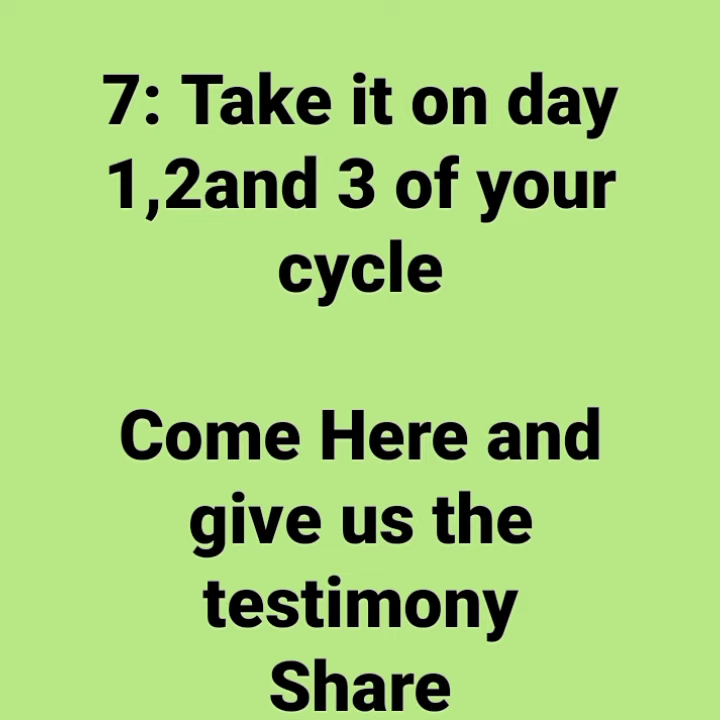 7: Take it on day
1,2and 3 of your
cycle
Come Here and
give us the
testimony
Share